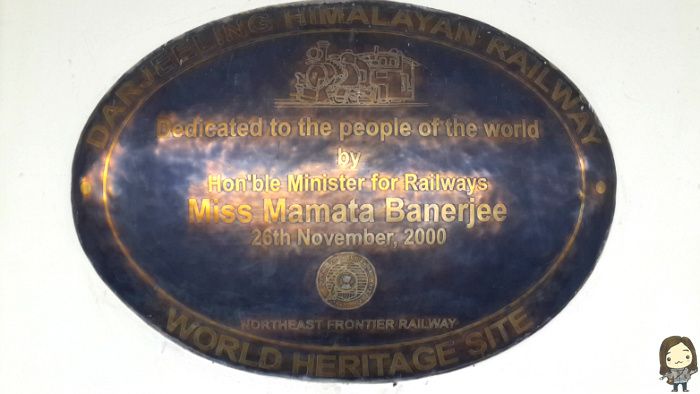 DARJEELING HIMALAYAN RAILWAY
Dedicated to the people of the world
by
Hon'ble Minister for Railways
Miss Mamata Banerjee
26th November, 2000
NORTHEAST FRONTIER RAILWAY
WORLD HERITAGE SITE